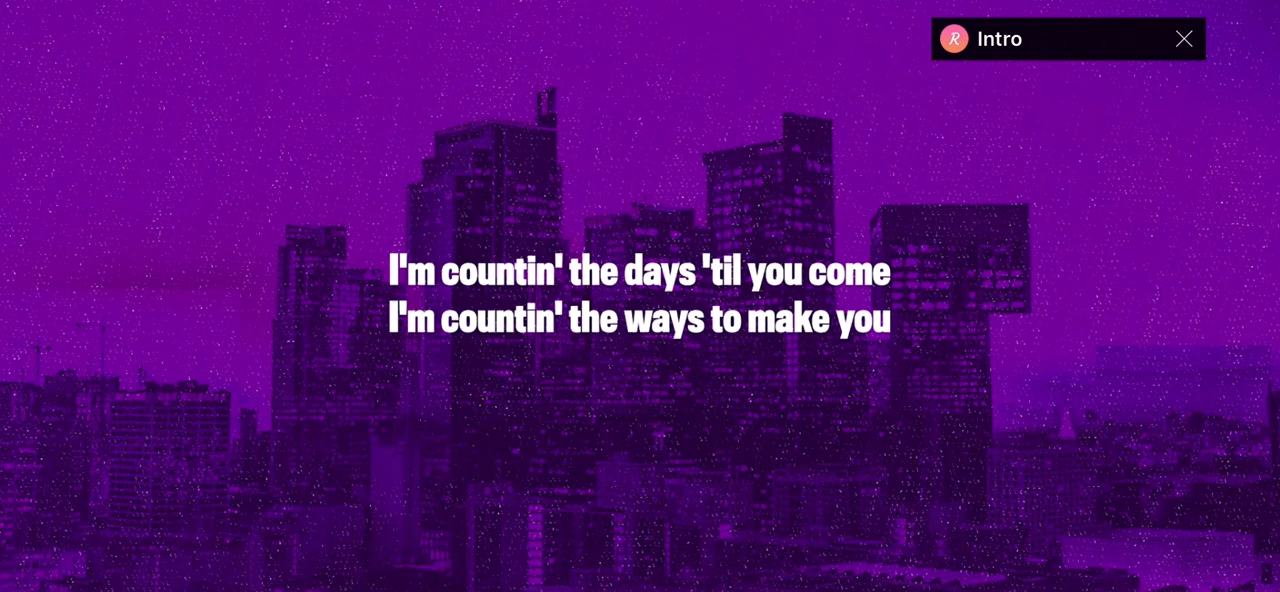 R Intro
I'm countin' the days 'til you come
I'm countin' the ways to make you